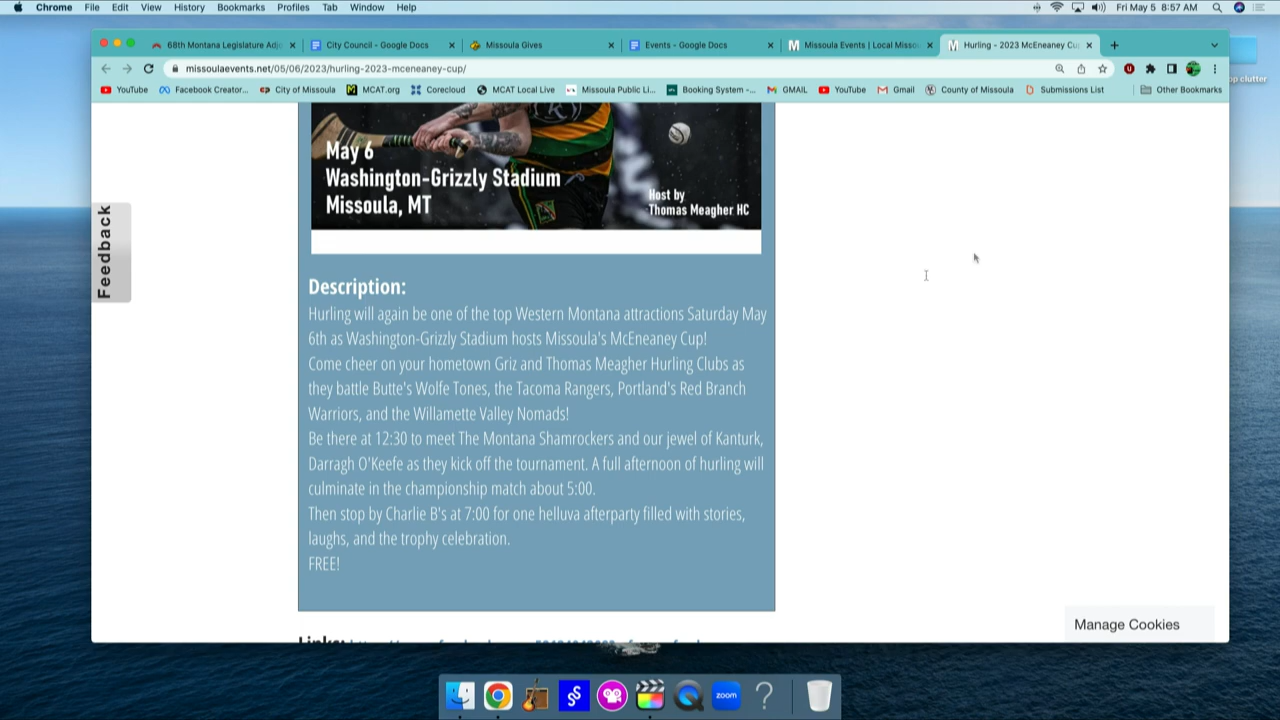 Chrome File Edit View History Bookmarks Profiles Tab Window Help Fri May 5 8:57 AM
68th Montana Legislature Adj City Council - Google Docs Missoula Gives Events - Google Docs Missoula Events | Local Misso Hurling - 2023 McEneaney Cu
missoulaevents.net/05/06/2023/hurling-2023-mceneaney-cup/
YouTube Facebook Creator... City of Missoula MCAT.org Corecloud MCAT Local Live Missoula Public Li... Booking System -... GMAIL YouTube Gmail County of Missoula Submissions List Other Bookmarks
op clutter
May 6
Washington-Grizzly Stadium
Missoula, MT
Host by
Thomas Meagher HC
Feedback
Description:
Hurling will again be one of the top Western Montana attractions Saturday May
6th as Washington-Grizzly Stadium hosts Missoula's McEneaney Cup!
Come cheer on your hometown Griz and Thomas Meagher Hurling Clubs as
they battle Butte's Wolfe Tones, the Tacoma Rangers, Portland's Red Branch
Warriors, and the Willamette Valley Nomads!
Be there at 12:30 to meet The Montana Shamrockers and our jewel of Kanturk,
Darragh O'Keefe as they kick off the tournament. A full afternoon of hurling will
culminate in the championship match about 5:00.
Then stop by Charlie B's at 7:00 for one helluva afterparty filled with stories,
laughs, and the trophy celebration.
FREE!
Links:
Manage Cookies
zoom